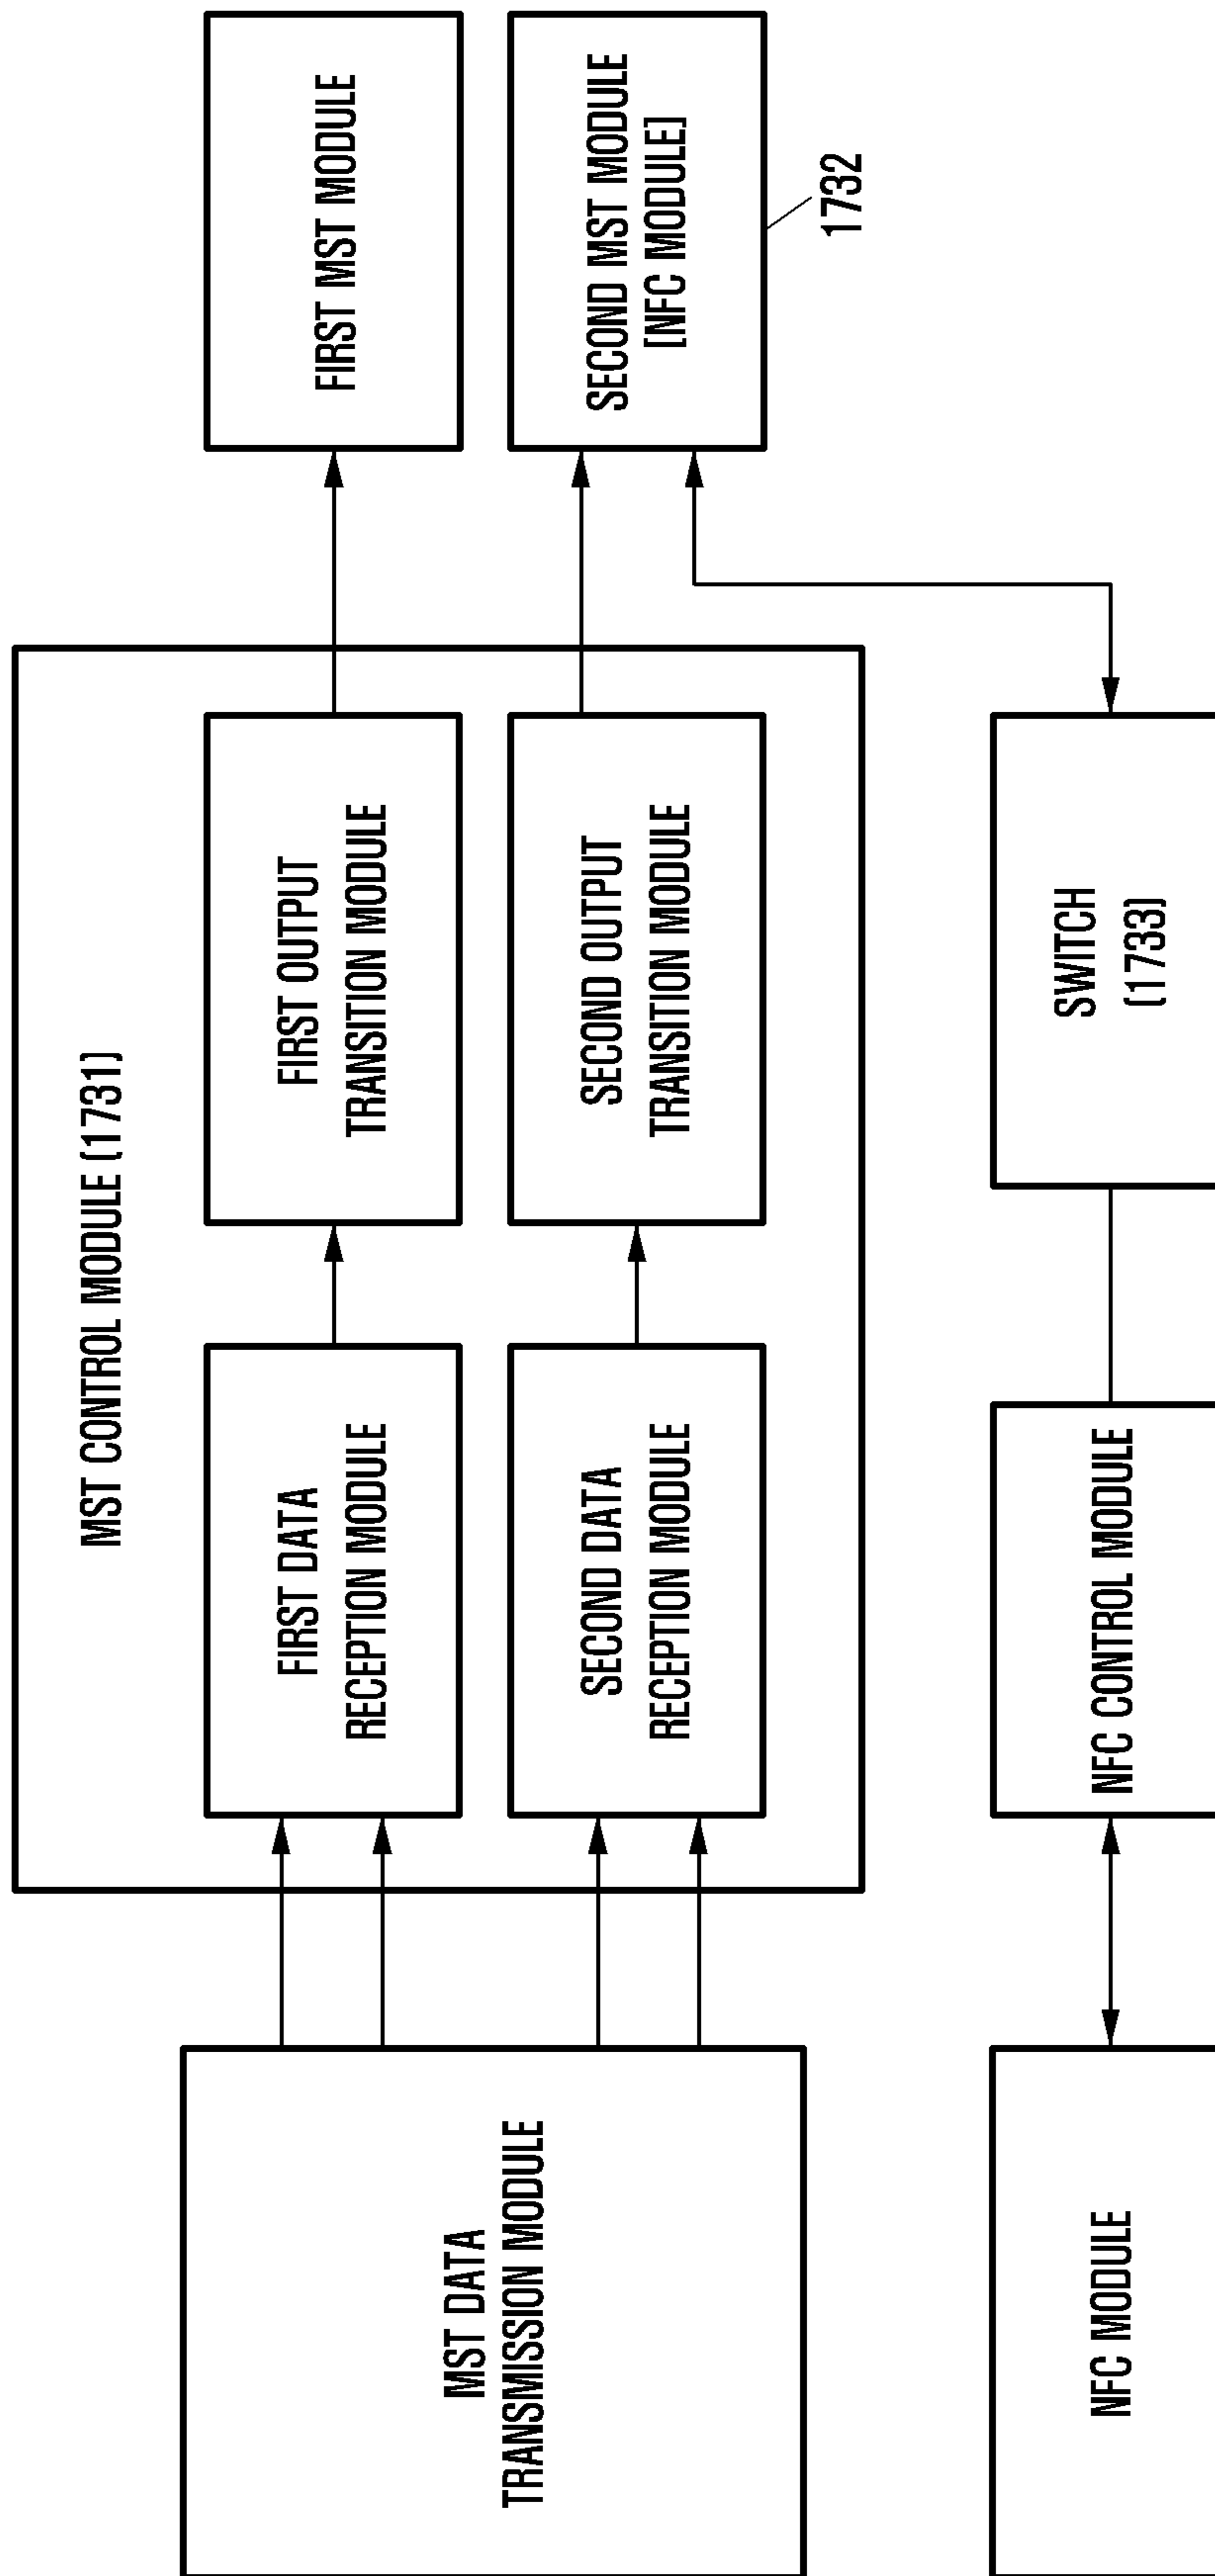 MST CONTROL MODULE (1731)
MST DATA
TRANSMISSION MODULE
FIRST DATA
RECEPTION MODULE
FIRST OUTPUT
TRANSITION MODULE
FIRST MST MODULE
SECOND DATA
RECEPTION MODULE
SECOND OUTPUT
TRANSITION MODULE
SECOND MST MODULE
[NFC MODULE]
1732
NFC MODULE
NFC CONTROL MODULE
SWITCH
(1733)